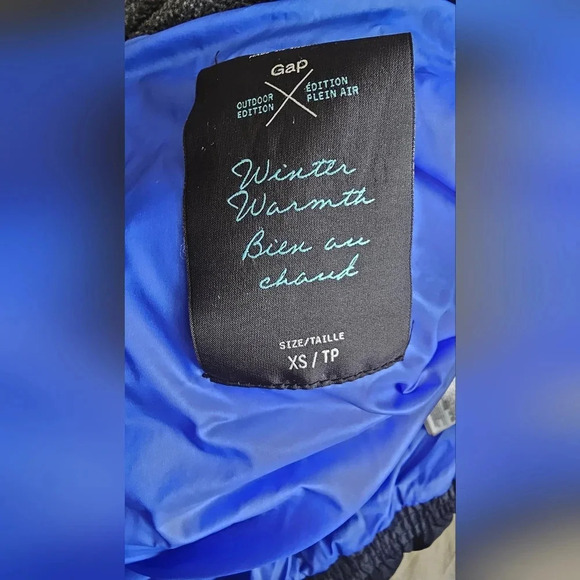 Gap
OUTDOOR EDITION
ÉDITION PLEIN AIR
Winter
Warmth
Bien au
chaud
SIZE/TAILLE
XS / TP